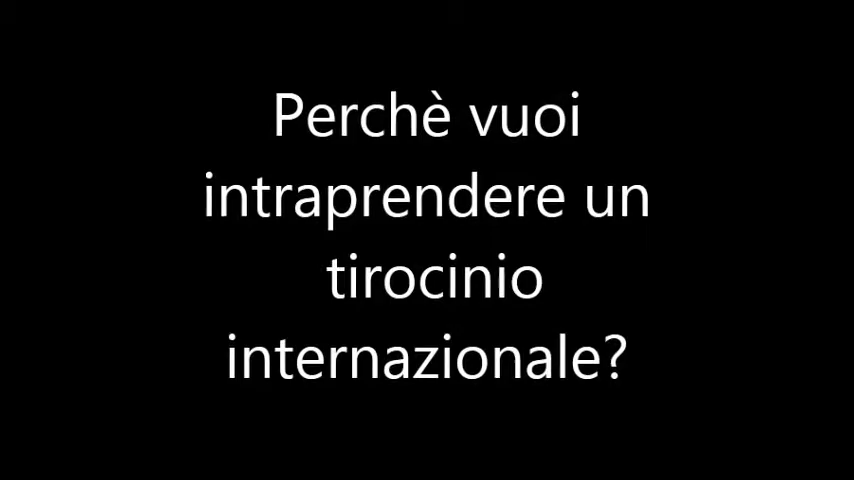 Perchè vuoi
intraprendere un
tirocinio
internazionale?